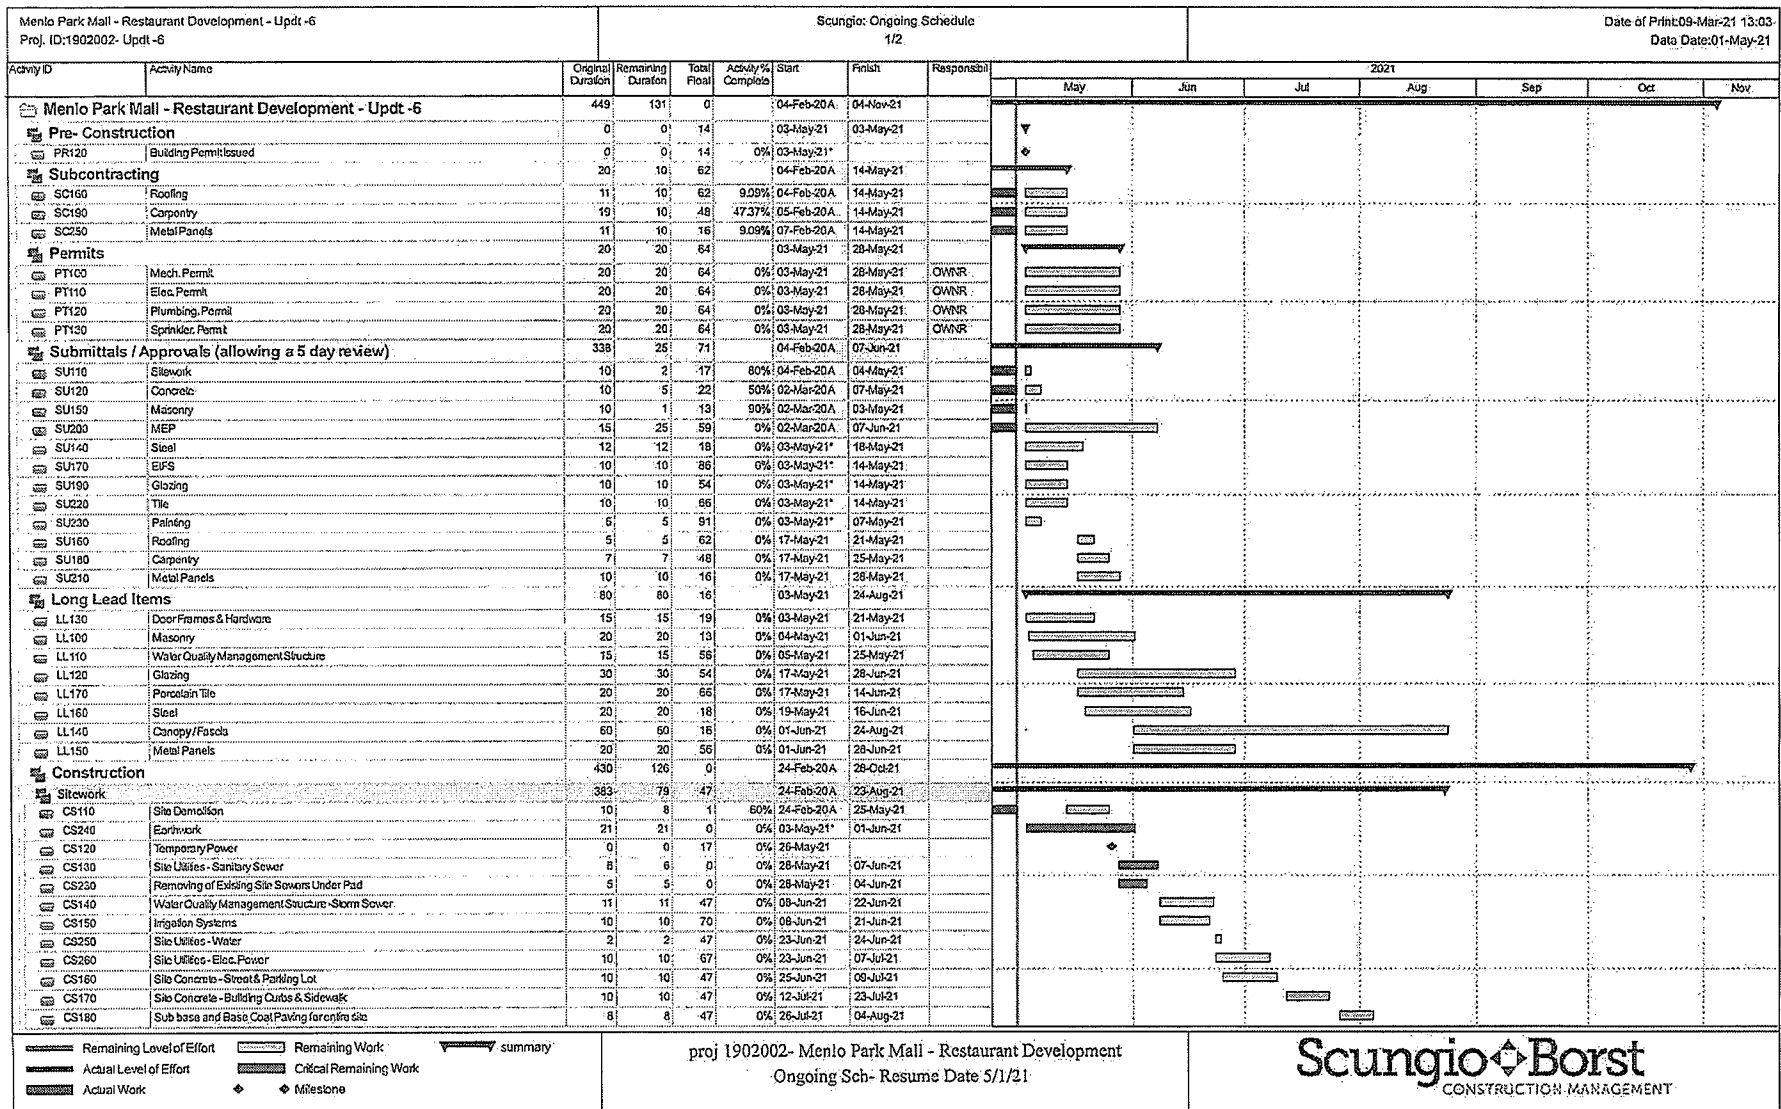 Menlo Park Mall - Restaurant Development - Updt -6
Proj. ID:1902002- Updt -6
Scungio: Ongoing Schedule
1/2
Date of Print:09-Mar-21 13:03
Data Date:01-May-21
Activity ID Activity Name Original Duration Remaining Duration Total Float Activity % Complete Start Finish Responsibil 2021
May Jun Jul Aug Sep Oct Nov
Menlo Park Mall - Restaurant Development - Updt -6 449 131 0 04-Feb-20A 04-Nov-21
Pre- Construction 0 0 14 03-May-21 03-May-21
PR120 Building Permit Issued 0 0 14 0% 03-May-21*
Subcontracting 20 10 62 04-Feb-20A 14-May-21
SC160 Roofing 11 10 62 9.09% 04-Feb-20A 14-May-21
SC190 Carpentry 19 10 48 47.37% 05-Feb-20A 14-May-21
SC250 Metal Panels 11 10 16 9.09% 07-Feb-20A 14-May-21
Permits 20 20 64 03-May-21 28-May-21
PT100 Mech. Permit 20 20 64 0% 03-May-21 28-May-21 OWNR
PT110 Elec. Permit 20 20 64 0% 03-May-21 28-May-21 OWNR
PT120 Plumbing. Permit 20 20 64 0% 03-May-21 28-May-21 OWNR
PT130 Sprinkler. Permit 20 20 64 0% 03-May-21 28-May-21 OWNR
Submittals / Approvals (allowing a 5 day review) 338 25 71 04-Feb-20A 07-Jun-21
SU110 Sitework 10 2 17 80% 04-Feb-20A 04-May-21
SU120 Concrete 10 5 22 50% 02-Mar-20A 07-May-21
SU150 Masonry 10 1 13 90% 02-Mar-20A 03-May-21
SU200 MEP 15 25 59 0% 02-Mar-20A 07-Jun-21
SU140 Steel 12 12 18 0% 03-May-21* 18-May-21
SU170 EIFS 10 10 86 0% 03-May-21* 14-May-21
SU190 Glazing 10 10 54 0% 03-May-21* 14-May-21
SU220 Tile 10 10 66 0% 03-May-21* 14-May-21
SU230 Painting 5 5 91 0% 03-May-21* 07-May-21
SU160 Roofing 5 5 62 0% 17-May-21 21-May-21
SU180 Carpentry 7 7 48 0% 17-May-21 25-May-21
SU210 Metal Panels 10 10 16 0% 17-May-21 28-May-21
Long Lead Items 80 80 16 03-May-21 24-Aug-21
LL130 Door Frames & Hardware 15 15 19 0% 03-May-21 21-May-21
LL100 Masonry 20 20 13 0% 04-May-21 01-Jun-21
LL110 Water Quality Management Structure 15 15 56 0% 05-May-21 25-May-21
LL120 Glazing 30 30 54 0% 17-May-21 28-Jun-21
LL170 Porcelain Tile 20 20 66 0% 17-May-21 14-Jun-21
LL160 Steel 20 20 18 0% 19-May-21 16-Jun-21
LL140 Canopy/Fascia 60 60 16 0% 01-Jun-21 24-Aug-21
LL150 Metal Panels 20 20 56 0% 01-Jun-21 28-Jun-21
Construction 430 126 0 24-Feb-20A 28-Oct-21
Sitework 383 79 47 24-Feb-20A 23-Aug-21
CS110 Site Demolition 10 8 1 60% 24-Feb-20A 25-May-21
CS240 Earthwork 21 21 0 0% 03-May-21* 01-Jun-21
CS120 Temporary Power 0 0 17 0% 26-May-21
CS130 Site Utilities - Sanitary Sewer 6 0 0% 28-May-21 07-Jun-21
CS230 Removing of Existing Site Sewers Under Pad 5 5 0 0% 28-May-21 04-Jun-21
CS140 Water Quality Management Structure -Storm Sewer. 11 11 47 0% 08-Jun-21 22-Jun-21
CS150 Irrigation Systems 10 10 70 0% 08-Jun-21 21-Jun-21
CS250 Site Utilities - Water 2 2 47 0% 23-Jun-21 24-Jun-21
CS260 Site Utilities - Elec. Power 10 10 67 0% 23-Jun-21 07-Jul-21
CS160 Site Concrete - Street & Parking Lot 10 10 47 0% 25-Jun-21 09-Jul-21
CS170 Site Concrete - Building Curbs & Sidewalk 10 10 47 0% 12-Jul-21 23-Jul-21
CS180 Sub base and Base Coat Paving for entire site 8 8 47 0% 26-Jul-21 04-Aug-21
Remaining Level of Effort Remaining Work summary
Actual Level of Effort Critical Remaining Work
Actual Work Milestone
proj 1902002- Menlo Park Mall - Restaurant Development
Ongoing Sch- Resume Date 5/1/21
Scungio Borst
CONSTRUCTION MANAGEMENT